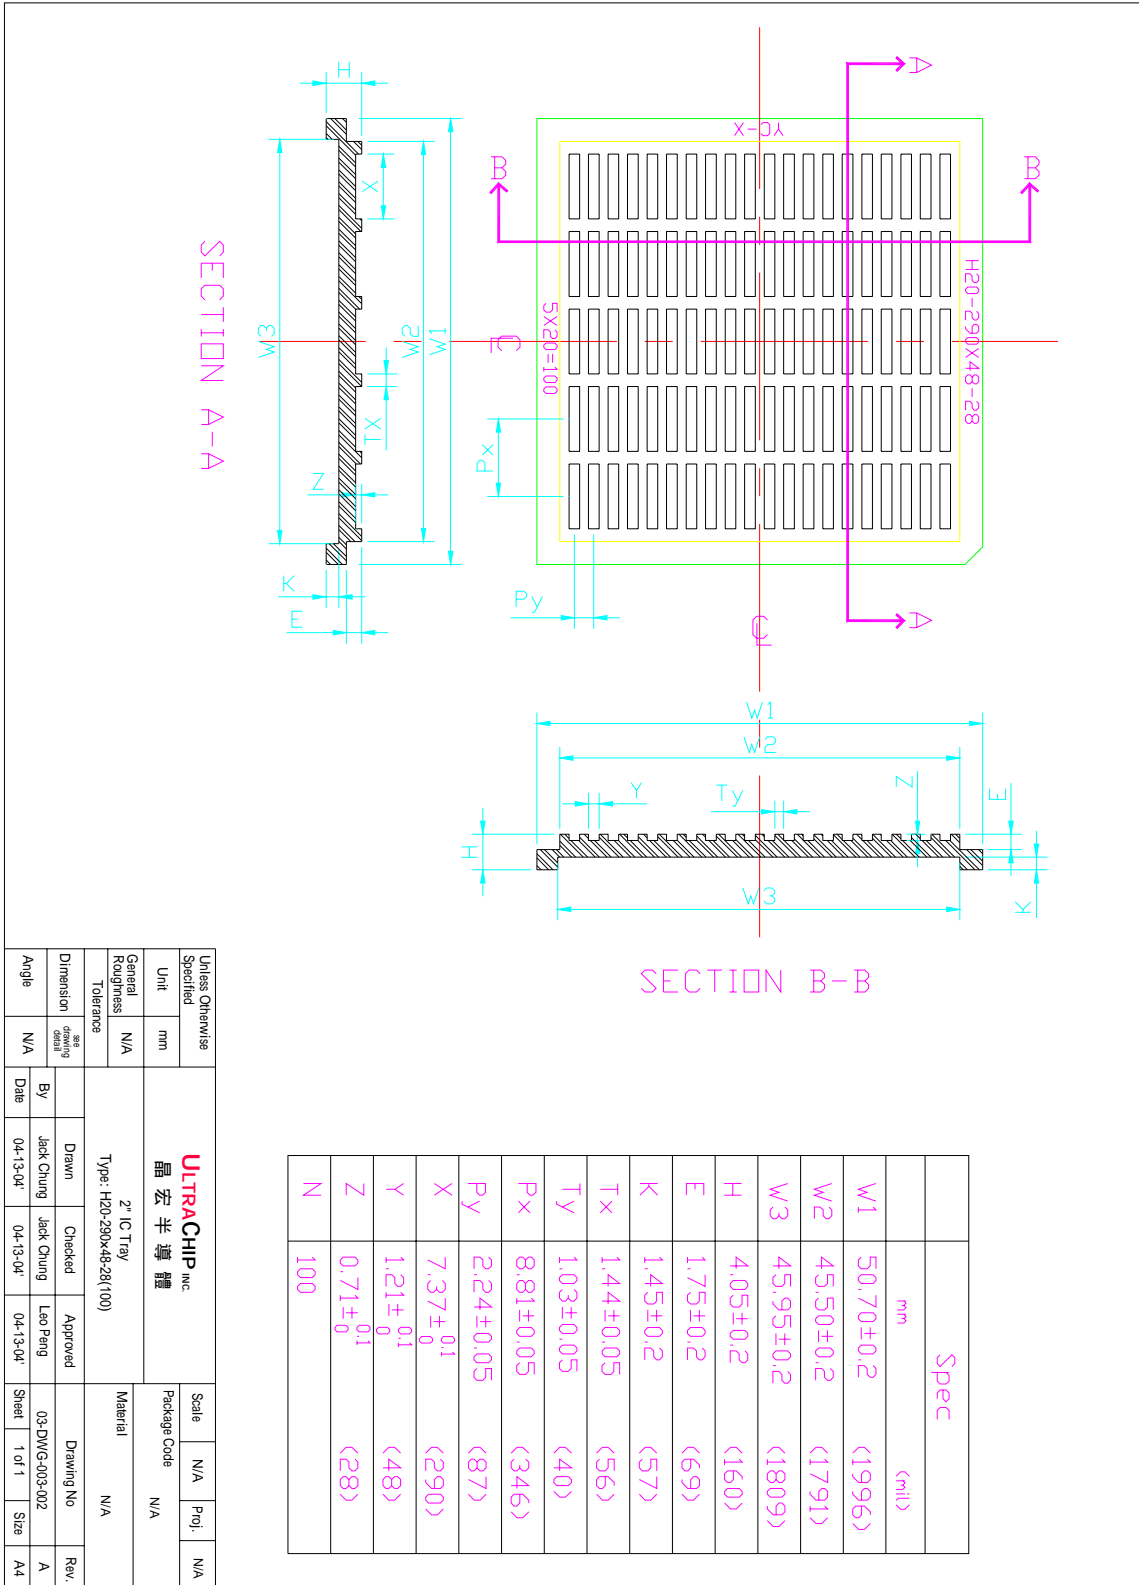 A
A
B
B
YC-X
H20-290X48-28
5X20=100
CL
CL
Px
Py
H
X
W3
W2
W1
TX
Z
K
E
SECTION A-A
W1
W2
Y
Ty
Z
E
H
K
W3
SECTION B-B
Spec
mm (mil)
W1 50.70±0.2 (1996)
W2 45.50±0.2 (1791)
W3 45.95±0.2 (1809)
H 4.05±0.2 (160)
E 1.75±0.2 (69)
K 1.45±0.2 (57)
Tx 1.44±0.05 (56)
Ty 1.03±0.05 (40)
Px 8.81±0.05 (346)
Py 2.24±0.05 (87)
X 7.37± 0.1 0 (290)
Y 1.21± 0.1 0 (48)
Z 0.71± 0.1 0 (28)
N 100
Unless Otherwise
Specified
Unit mm
General
Roughness N/A
Tolerance
Dimension see drawing detail
Angle N/A
ULTRACHIP INC.
晶宏半導體
2" IC Tray
Type: H20-290x48-28(100)
Drawn Checked Approved
By Jack Chung Jack Chung Leo Peng
Date 04-13-04' 04-13-04' 04-13-04'
Scale N/A Proj. N/A
Package Code N/A
Material N/A
Drawing No Rev.
03-DWG-003-002 A
Sheet 1 of 1 Size A4